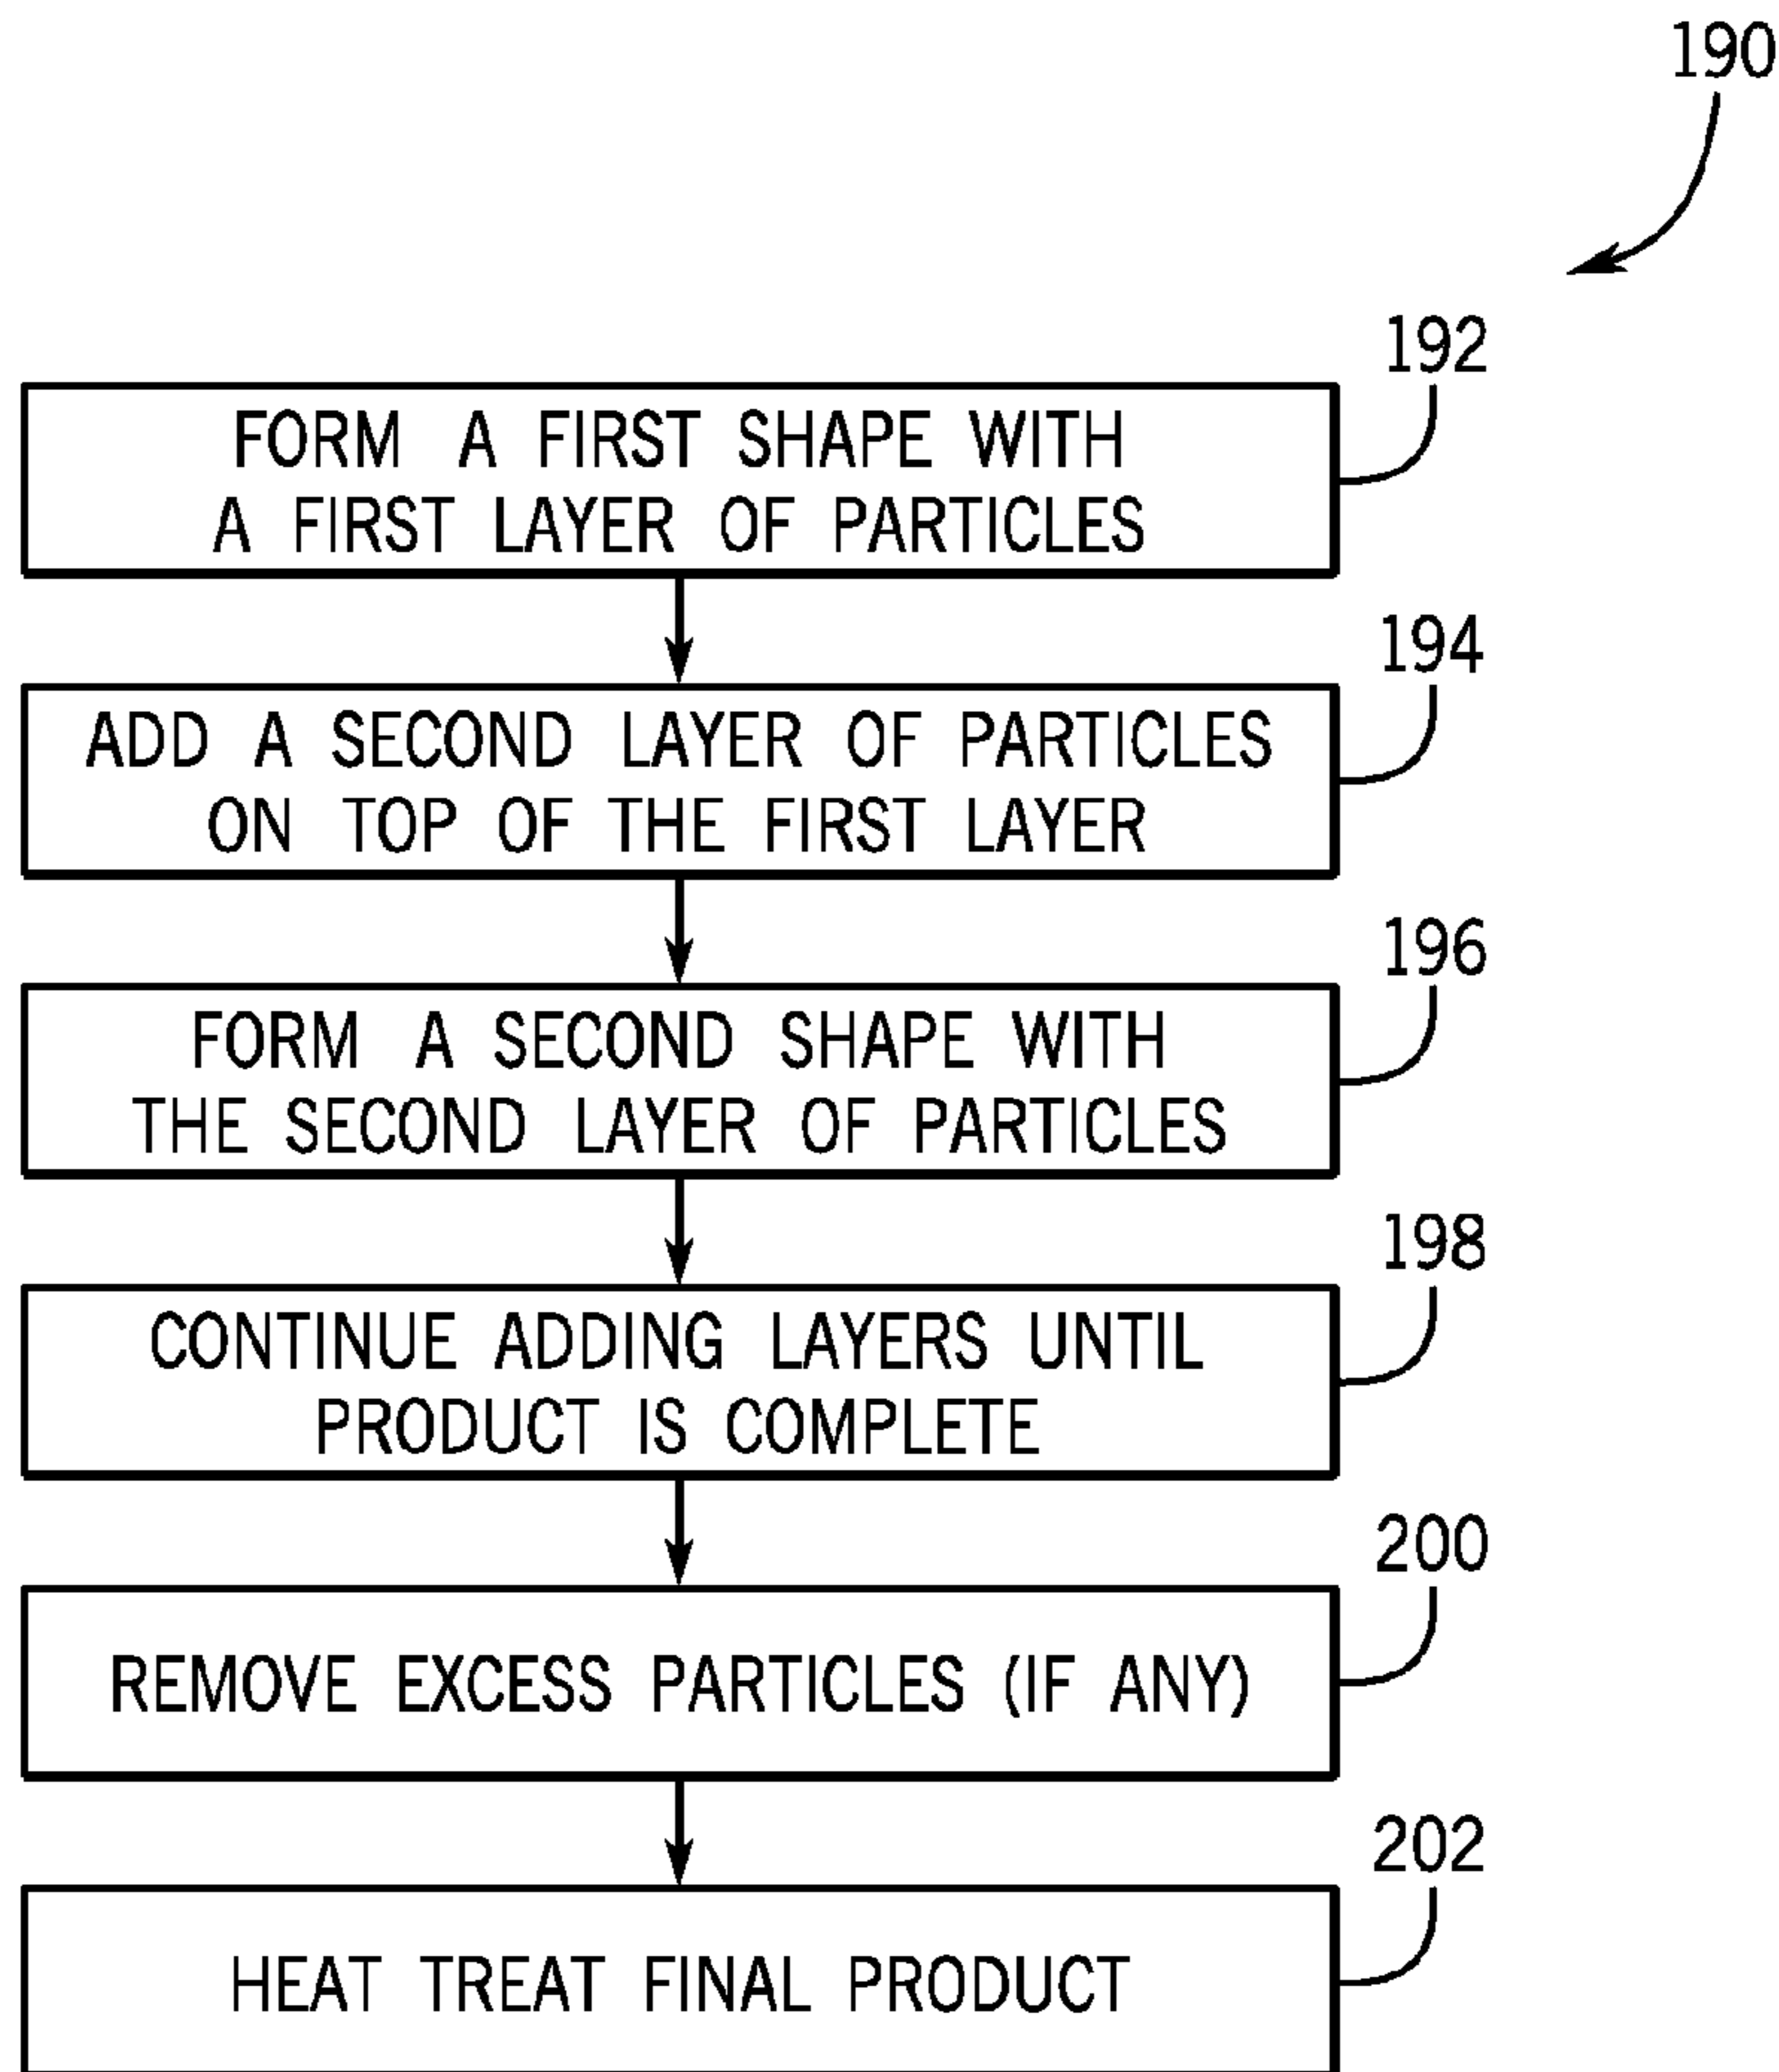 190
192
FORM A FIRST SHAPE WITH
A FIRST LAYER OF PARTICLES
194
ADD A SECOND LAYER OF PARTICLES
ON TOP OF THE FIRST LAYER
196
FORM A SECOND SHAPE WITH
THE SECOND LAYER OF PARTICLES
198
CONTINUE ADDING LAYERS UNTIL
PRODUCT IS COMPLETE
200
REMOVE EXCESS PARTICLES (IF ANY)
202
HEAT TREAT FINAL PRODUCT